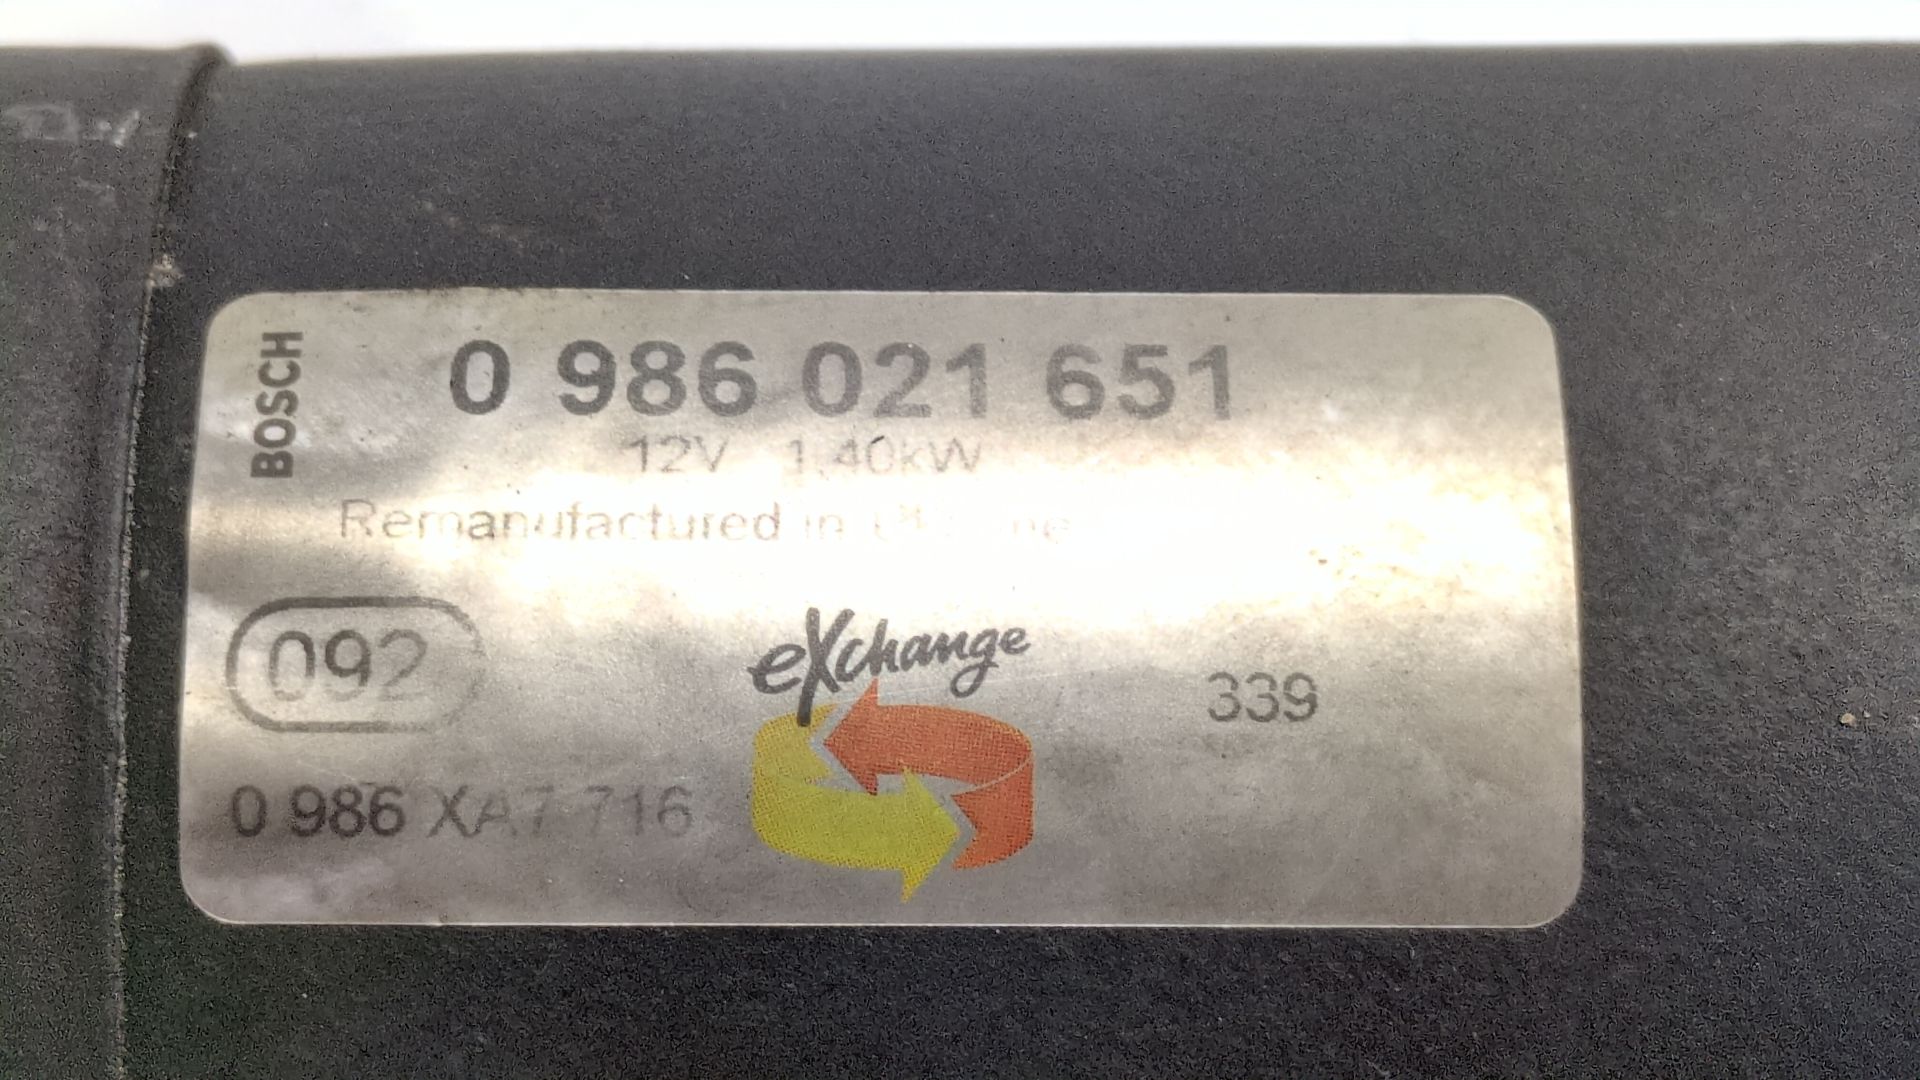 BOSCH
0 986 021 651
12V 1,40kW
Remanufactured in
092
eXchange
339
0 986 XA7 716